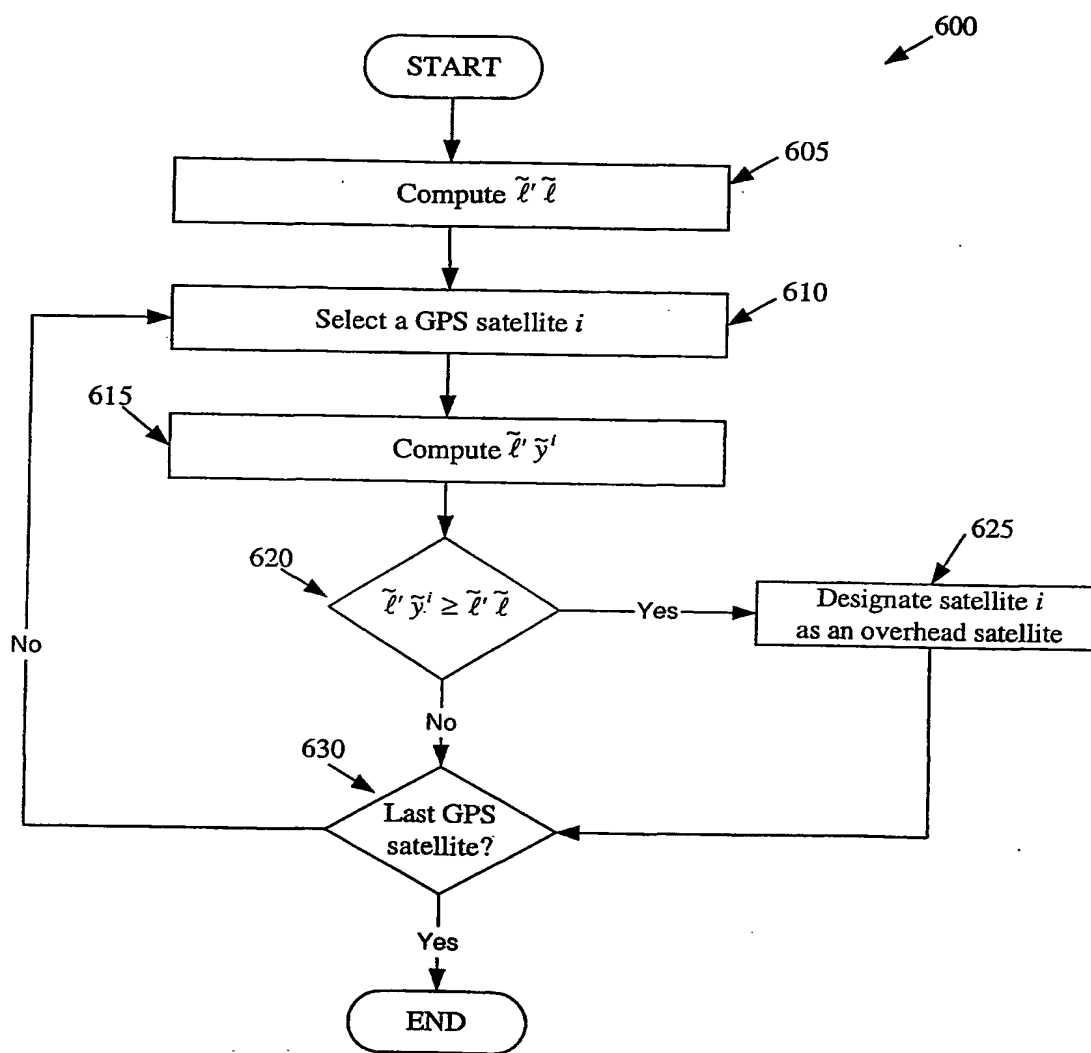 600
START
605
Compute ℓ̃′ ℓ̃
610
Select a GPS satellite i
615
Compute ℓ̃′ ỹⁱ
620
ℓ̃′ ỹⁱ ≥ ℓ̃′ ℓ̃
Yes
625
Designate satellite i
as an overhead satellite
No
No
630
Last GPS
satellite?
Yes
END